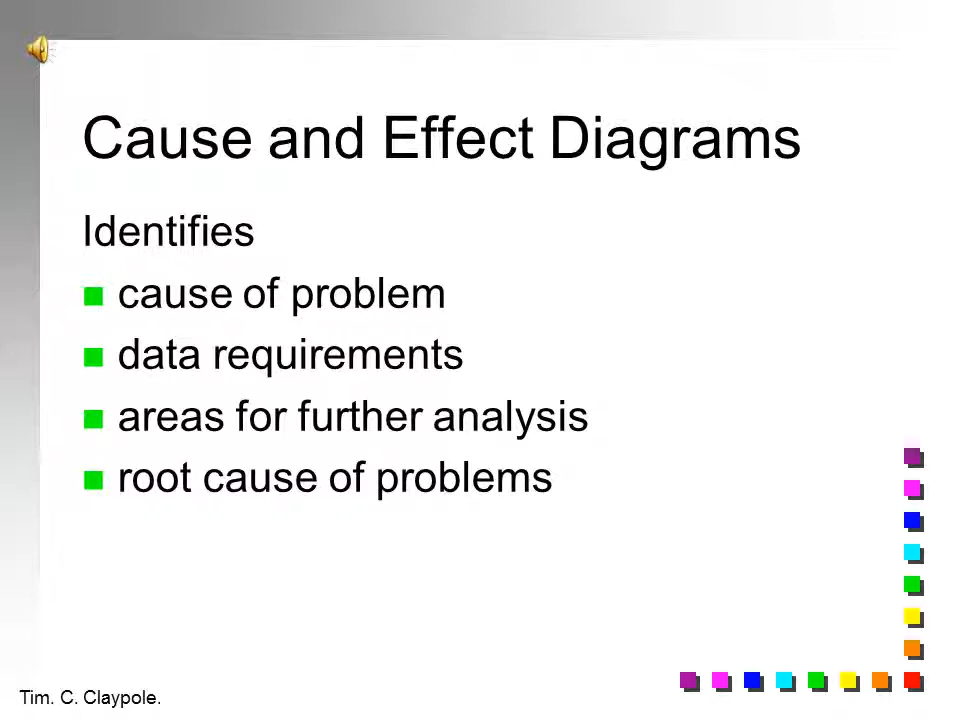 Cause and Effect Diagrams
Identifies
cause of problem
data requirements
areas for further analysis
root cause of problems
Tim. C. Claypole.